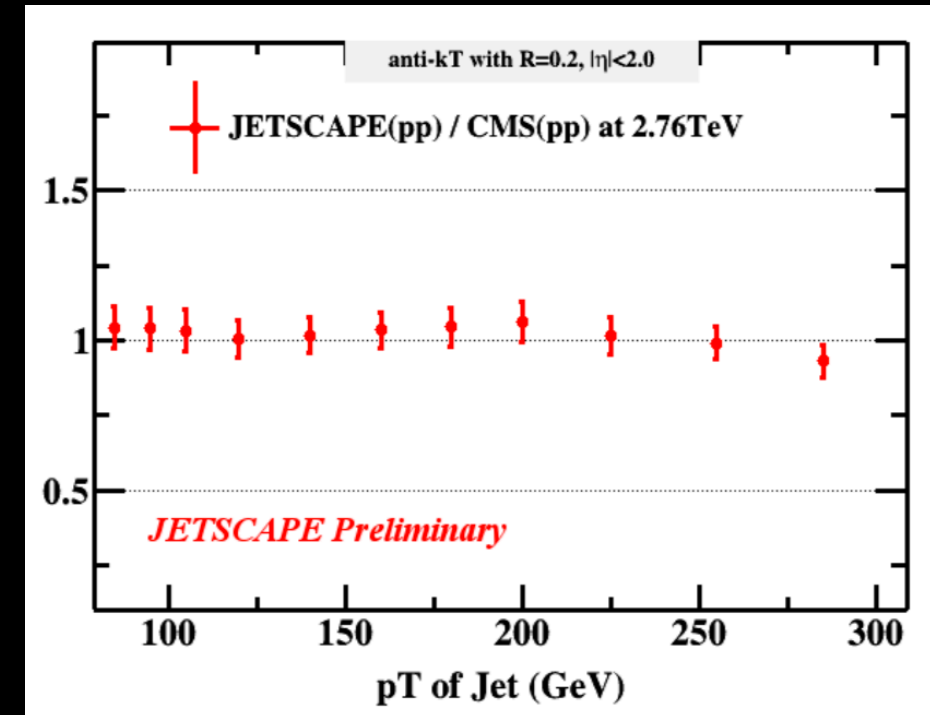 anti-kT with R=0.2, |η|<2.0
JETSCAPE(pp) / CMS(pp) at 2.76TeV
1.5
1
0.5
JETSCAPE Preliminary
100 150 200 250 300
pT of Jet (GeV)